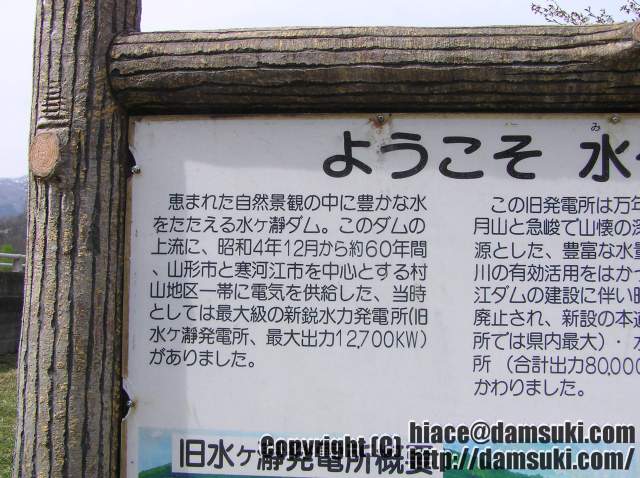 ようこそ 水ヶ
み
恵まれた自然景観の中に豊かな水
をたたえる水ヶ瀞ダム。このダムの
上流に、昭和4年12月から約60年間
、山形市と寒河江市を中心とする村
山地区一帯に電気を供給した、当時
としては最大級の新鋭水力発電所(旧
水ヶ瀞発電所、最大出力12,700KW)
がありました。
この旧発電所は万年
月山と急峻で山懐の深
源とした、豊富な水量
川の有効活用をはかっ
江ダムの建設に伴い
廃止され、新設の本道
所では県内最大)・水
所(合計出力80,000
かわりました。
旧水ヶ瀞発電所概要
Copyright (C) hiace@damsuki.com
http://damsuki.com/